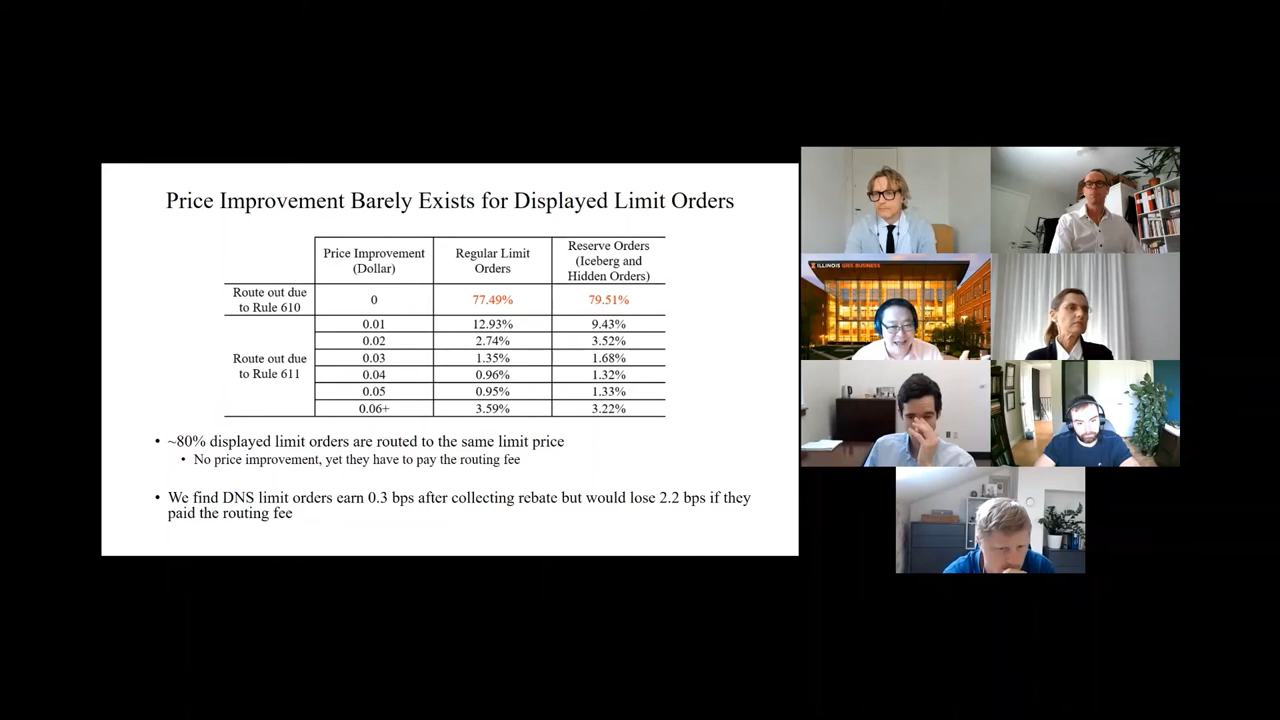 Price Improvement Barely Exists for Displayed Limit Orders
Price Improvement
(Dollar)
Regular Limit
Orders
Reserve Orders
(Iceberg and
Hidden Orders)
Route out due
to Rule 610
0
77.49%
79.51%
Route out due
to Rule 611
0.01
12.93%
9.43%
0.02
2.74%
3.52%
0.03
1.35%
1.68%
0.04
0.96%
1.32%
0.05
0.95%
1.33%
0.06+
3.59%
3.22%
• ~80% displayed limit orders are routed to the same limit price
• No price improvement, yet they have to pay the routing fee
• We find DNS limit orders earn 0.3 bps after collecting rebate but would lose 2.2 bps if they
paid the routing fee
ILLINOIS GIES BUSINESS